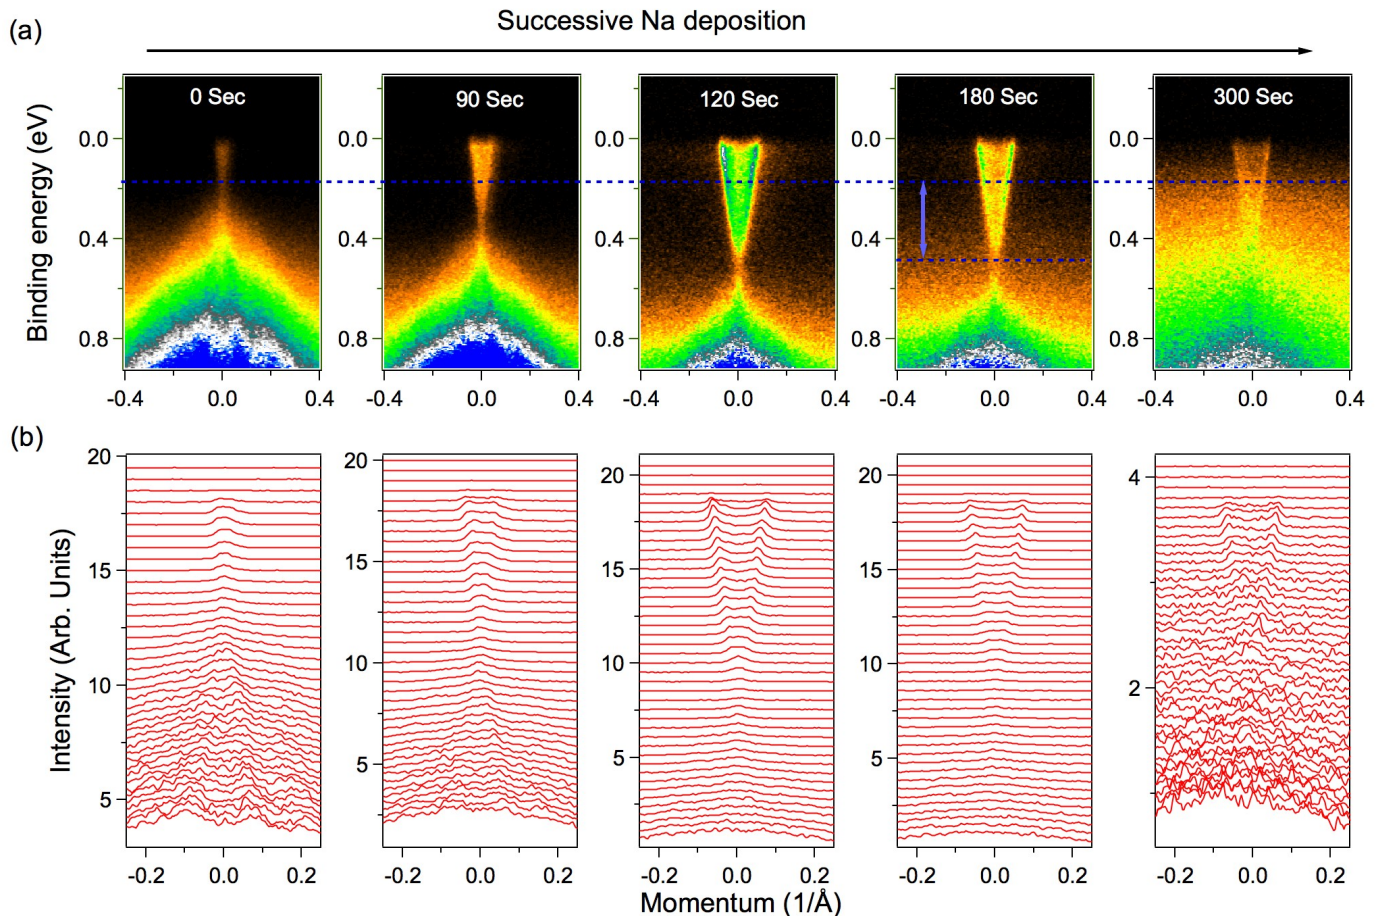 Successive Na deposition
(a)
0 Sec 90 Sec 120 Sec 180 Sec 300 Sec
Binding energy (eV)
0.0 0.0 0.0 0.0 0.0
0.4 0.4 0.4 0.4 0.4
0.8 0.8 0.8 0.8 0.8
-0.4 0.0 0.4 -0.4 0.0 0.4 -0.4 0.0 0.4 -0.4 0.0 0.4 -0.4 0.0 0.4
(b)
Intensity (Arb. Units)
20 20 20 20 4
15 15 15 15
10 10 10 10 2
5 5 5 5
-0.2 0.0 0.2 -0.2 0.0 0.2 -0.2 0.0 0.2 -0.2 0.0 0.2 -0.2 0.0 0.2
Momentum (1/Å)